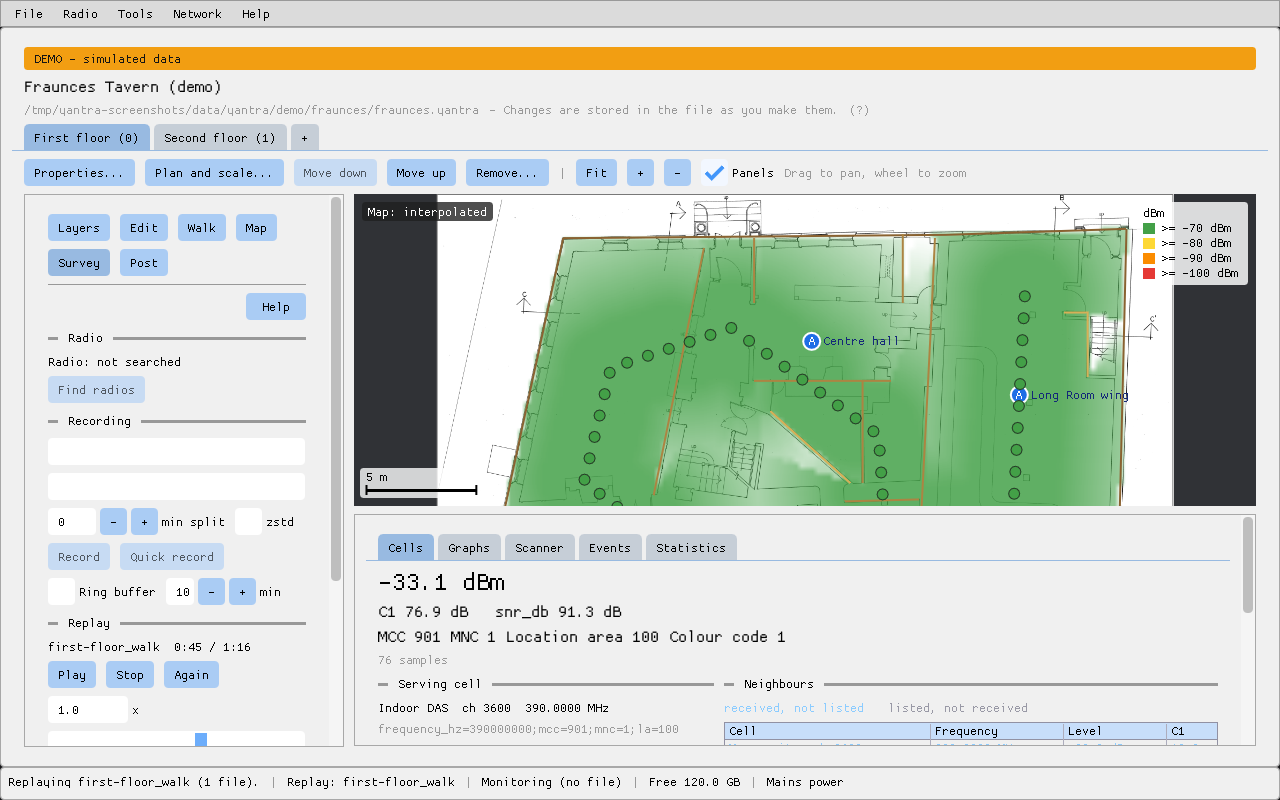 File Radio Tools Network Help
DEMO - simulated data
Fraunces Tavern (demo)
/tmp/yantra-screenshots/data/yantra/demo/fraunces/fraunces.yantra - Changes are stored in the file as you make them. (?)
First floor (0) Second floor (1) +
Properties... Plan and scale... Move down Move up Remove... | Fit + - Panels Drag to pan, wheel to zoom
Layers Edit Walk Map
Survey Post
Help
Radio
Radio: not searched
Find radios
Recording
0 - + min split zstd
Record Quick record
Ring buffer 10 - + min
Replay
first-floor_walk 0:45 / 1:16
Play Stop Again
1.0 x
Map: interpolated
A
B
C
C'
A Centre hall
A Long Room wing
5 m
dBm
>= -70 dBm
>= -80 dBm
>= -90 dBm
>= -100 dBm
Cells Graphs Scanner Events Statistics
-33.1 dBm
C1 76.9 dB snr_db 91.3 dB
MCC 901 MNC 1 Location area 100 Colour code 1
76 samples
Serving cell
Indoor DAS ch 3600 390.0000 MHz
frequency_hz=390000000;mcc=901;mnc=1;la=100
Neighbours
received, not listed listed, not received
Cell Frequency Level C1
Replaying first-floor_walk (1 file). | Replay: first-floor_walk | Monitoring (no file) | Free 120.0 GB | Mains power